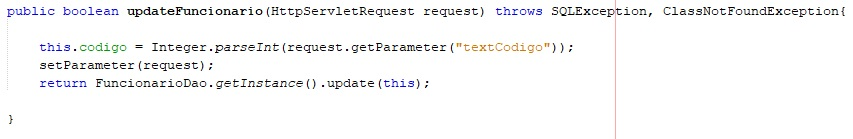 public boolean updateFuncionario(HttpServletRequest request) throws SQLException, ClassNotFoundException{
this.codigo = Integer.parseInt(request.getParameter("textCodigo"));
setParameter(request);
return FuncionarioDao.getInstance().update(this);
}